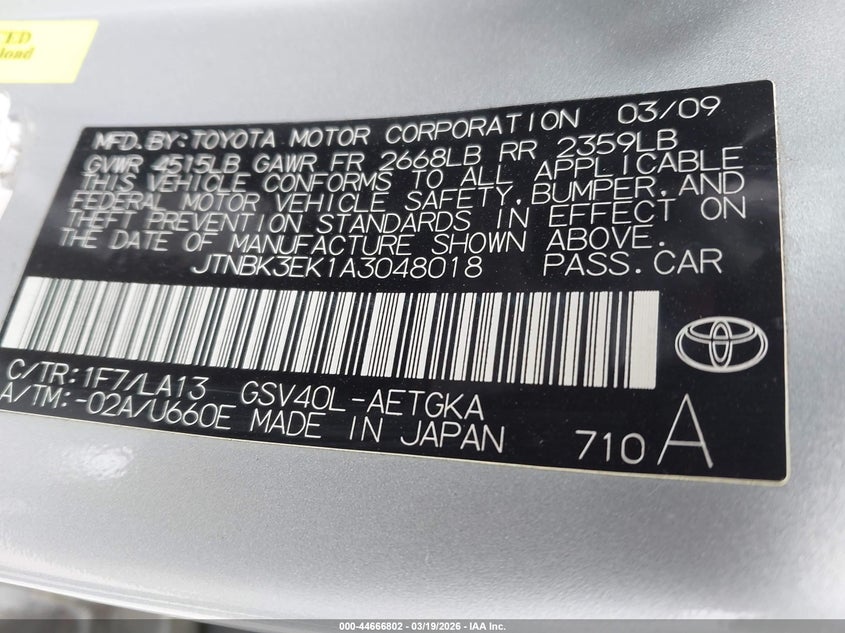 TED
load
MFD.BY:TOYOTA MOTOR CORPORATION 03/09
GVWR 4515LB GAWR FR 2668LB RR 2359LB
THIS VEHICLE CONFORMS TO ALL APPLICABLE
FEDERAL MOTOR VEHICLE SAFETY,BUMPER,AND
THEFT PREVENTION STANDARDS IN EFFECT ON
THE DATE OF MANUFACTURE SHOWN ABOVE.
JTNBK3EK1A3048018 PASS.CAR
C/TR:1F7/LA13 GSV40L-AETGKA
A/TM:-02A/U660E MADE IN JAPAN 710 A
000-44666802 — 03/19/2026 - IAA Inc.